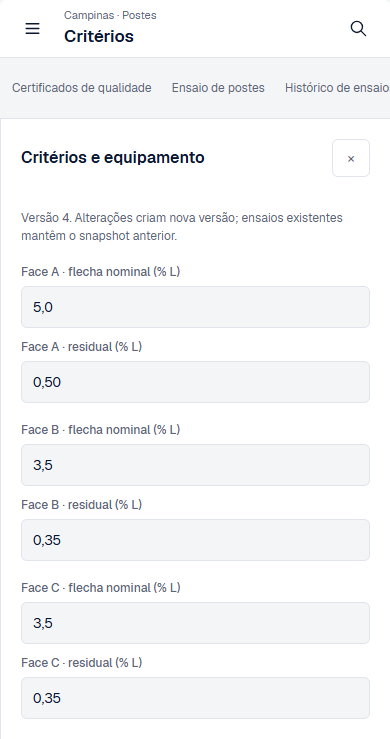 Campinas · Postes
Critérios
Certificados de qualidade
Ensaio de postes
Histórico de ensaio
Critérios e equipamento
×
Versão 4. Alterações criam nova versão; ensaios existentes
mantêm o snapshot anterior.
Face A · flecha nominal (% L)
5,0
Face A · residual (% L)
0,50
Face B · flecha nominal (% L)
3,5
Face B · residual (% L)
0,35
Face C · flecha nominal (% L)
3,5
Face C · residual (% L)
0,35